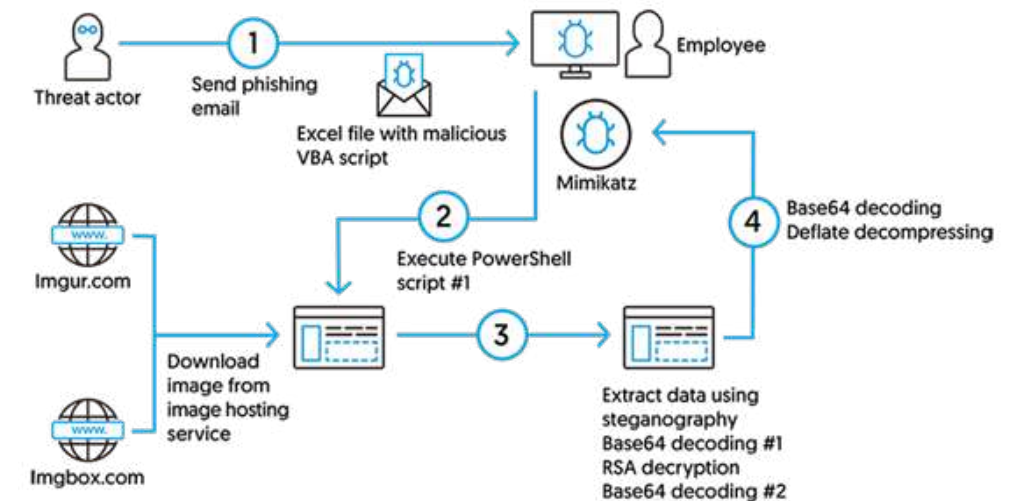 1
Threat actor
Send phishing
email
Excel file with malicious
VBA script
Employee
Mimikatz
2
Execute PowerShell
script #1
www.
Imgur.com
www.
Imgbox.com
Download
image from
image hosting
service
3
Extract data using
steganography
Base64 decoding #1
RSA decryption
Base64 decoding #2
4
Base64 decoding
Deflate decompressing